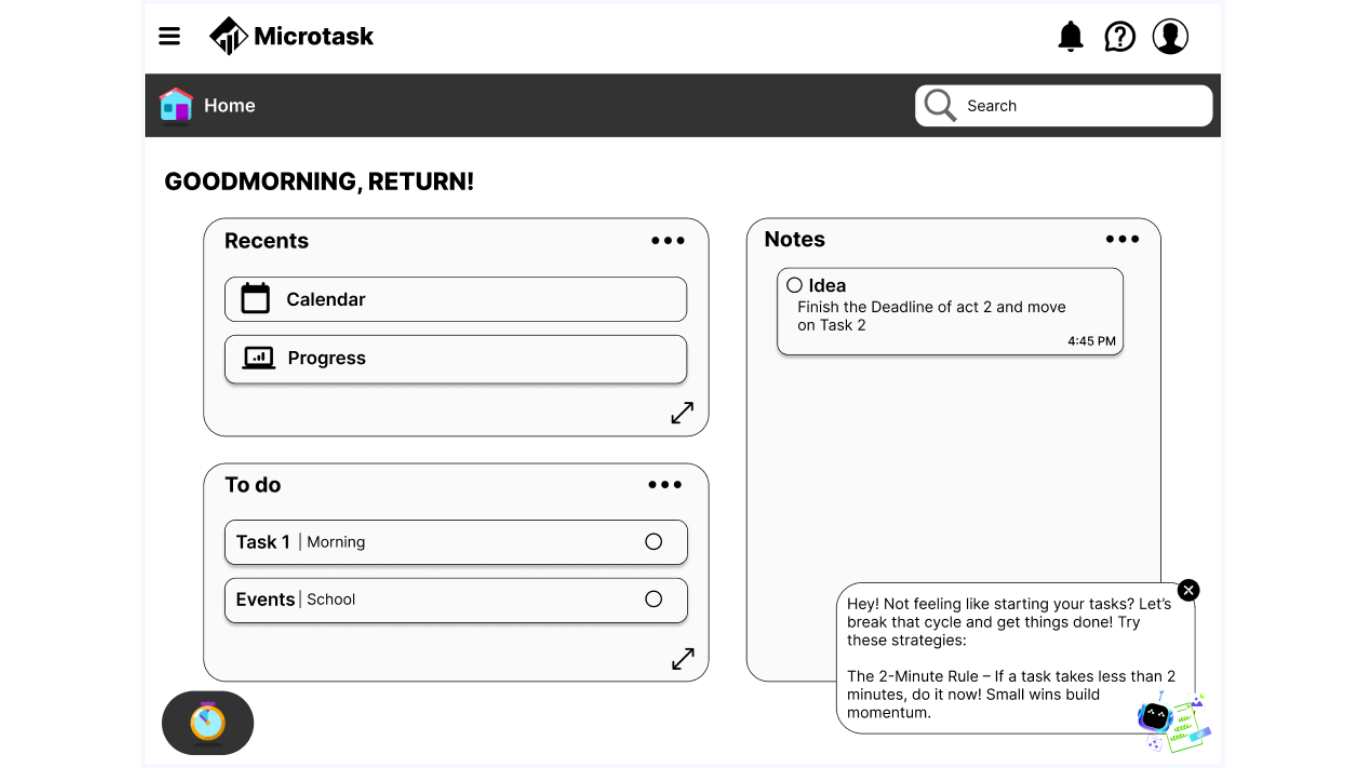 Microtask
Home
Search
GOODMORNING, RETURN!
Recents
Calendar
Progress
To do
Task 1 | Morning
Events | School
Notes
Idea
Finish the Deadline of act 2 and move
on Task 2
4:45 PM
Hey! Not feeling like starting your tasks? Let's
break that cycle and get things done! Try
these strategies:
The 2-Minute Rule – If a task takes less than 2
minutes, do it now! Small wins build
momentum.